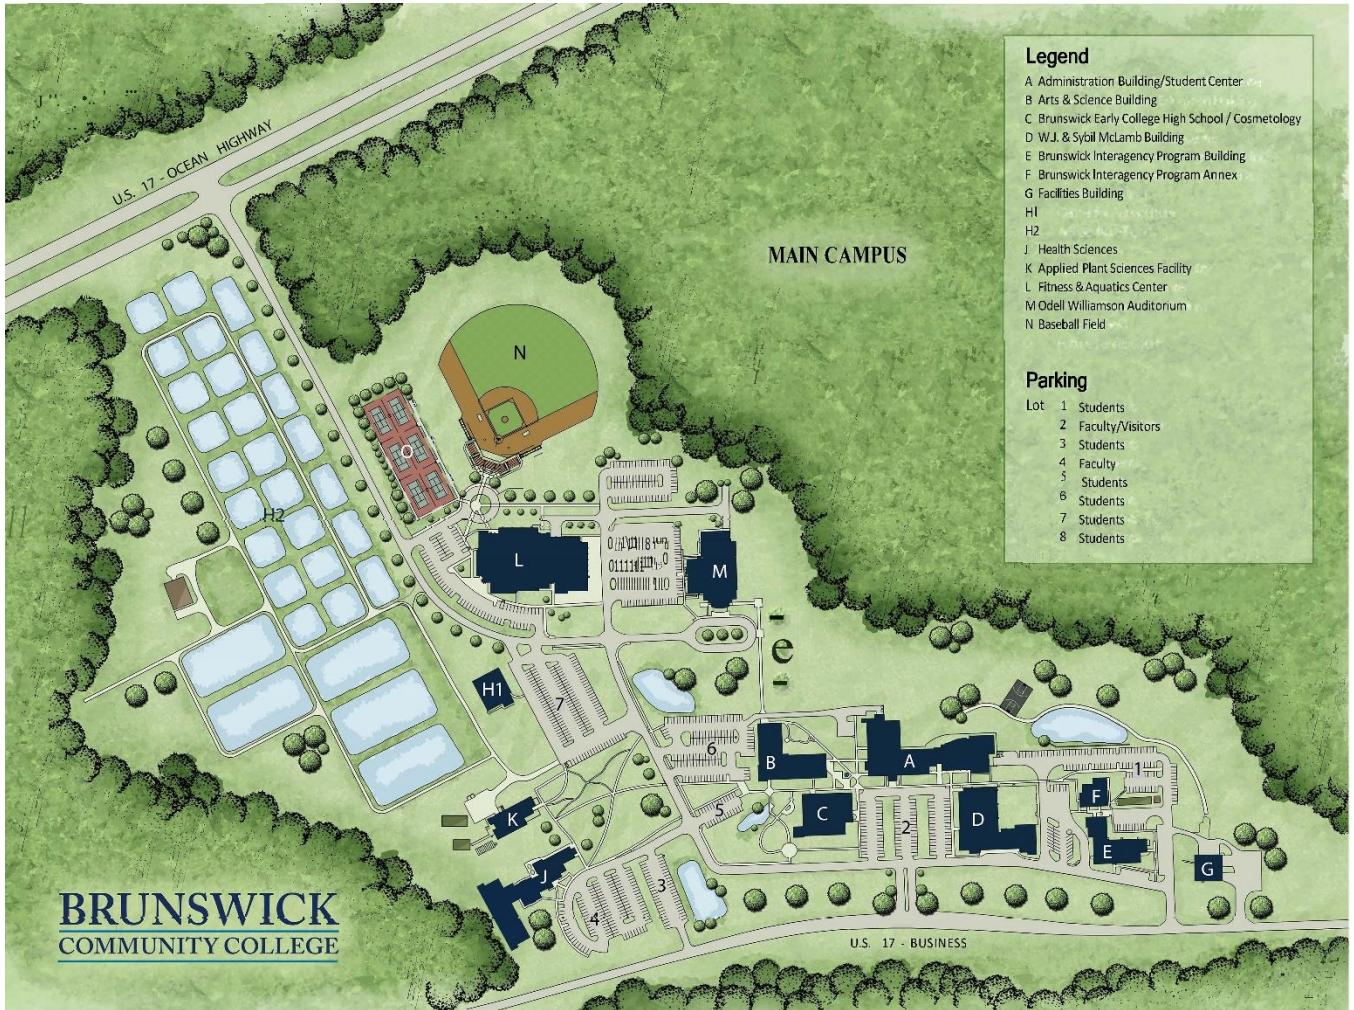 U.S. 17 - OCEAN HIGHWAY
MAIN CAMPUS
Legend
A Administration Building/Student Center
B Arts & Science Building
C Brunswick Early College High School / Cosmetology
D W.J. & Sybil McLamb Building
E Brunswick Interagency Program Building
F Brunswick Interagency Program Annex
G Facilities Building
H1
H2
J Health Sciences
K Applied Plant Sciences Facility
L Fitness & Aquatics Center
M Odell Williamson Auditorium
N Baseball Field
Parking
Lot 1 Students
2 Faculty/Visitors
3 Students
4 Faculty
5 Students
6 Students
7 Students
8 Students
N
O
H2
L
8
M
e
H1
7
6
B
A
1
F
5
C
2
D
K
E
G
J
3
4
BRUNSWICK
COMMUNITY COLLEGE
U.S. 17 - BUSINESS